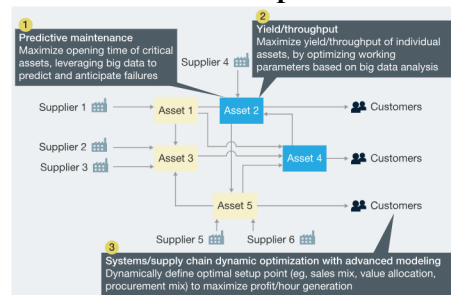 1
Predictive maintenance
Maximize opening time of critical
assets, leveraging big data to
predict and anticipate failures
2
Yield/throughput
Maximize yield/throughput of individual
assets, by optimizing working
parameters based on big data analysis
Supplier 4
Supplier 1
Asset 1
Asset 2
Customers
Supplier 2
Supplier 3
Asset 3
Asset 4
Customers
Asset 5
Customers
Supplier 5
Supplier 6
3
Systems/supply chain dynamic optimization with advanced modeling
Dynamically define optimal setup point (eg, sales mix, value allocation,
procurement mix) to maximize profit/hour generation